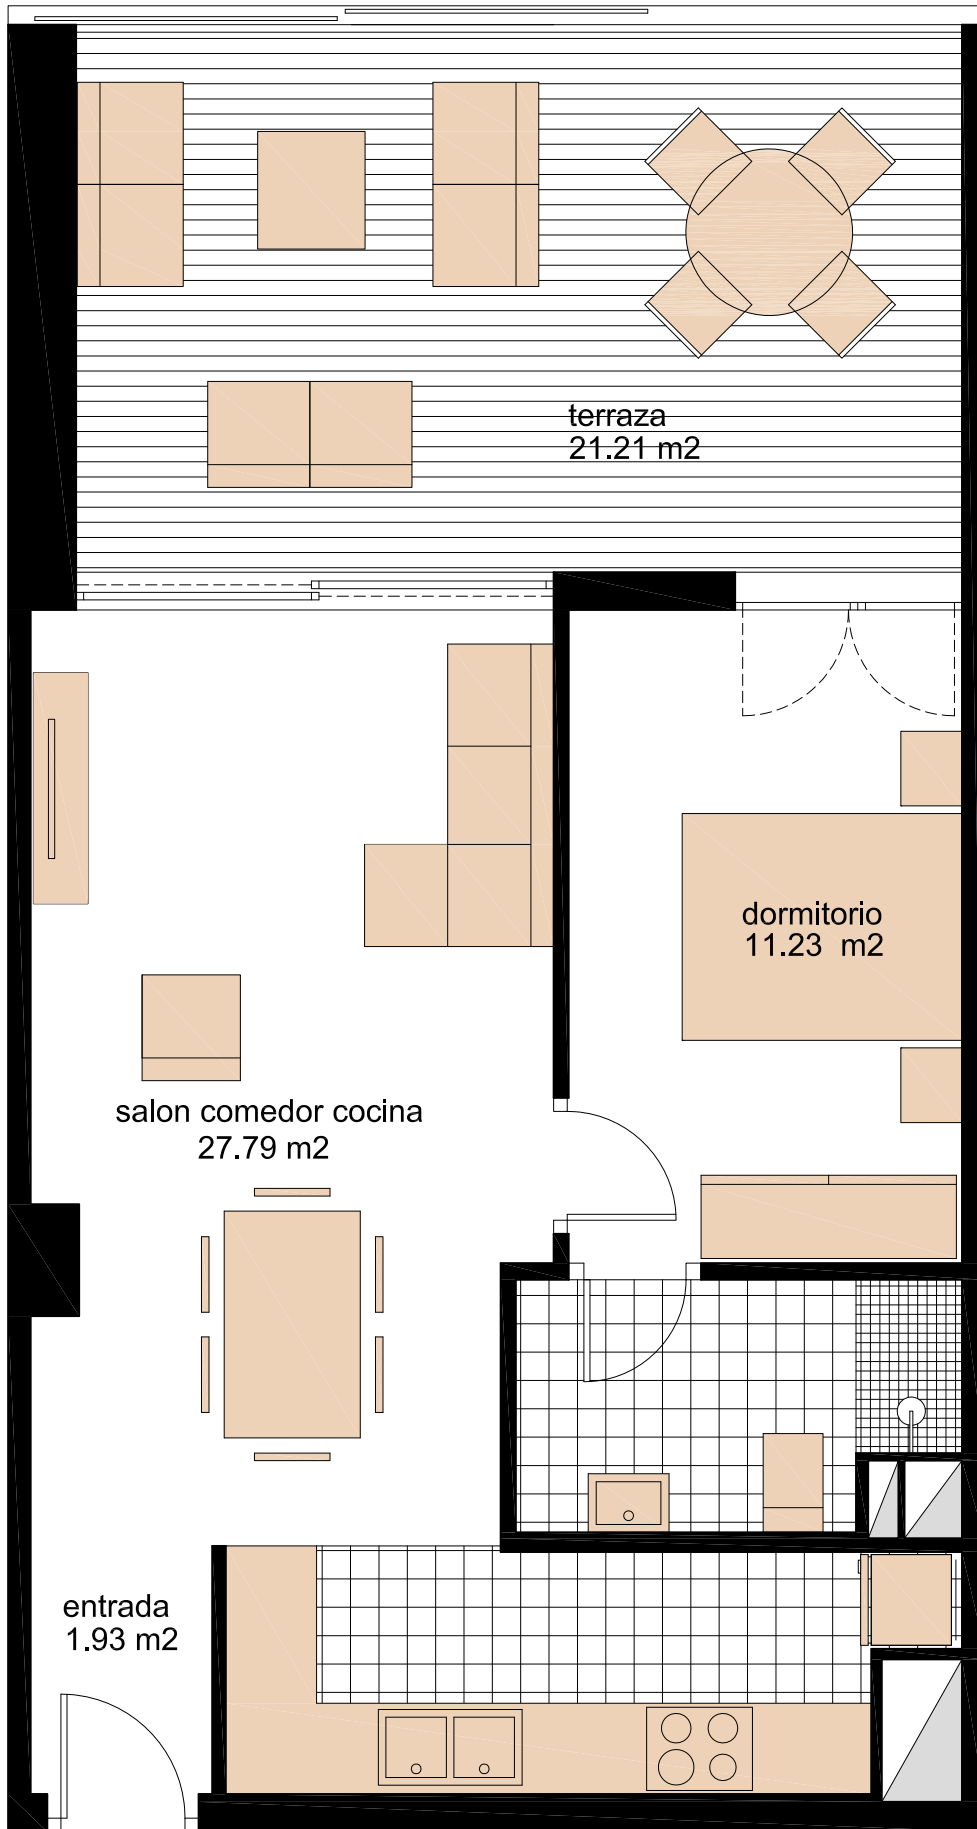 terraza
21.21 m2
dormitorio
11.23 m2
salon comedor cocina
27.79 m2
entrada
1.93 m2